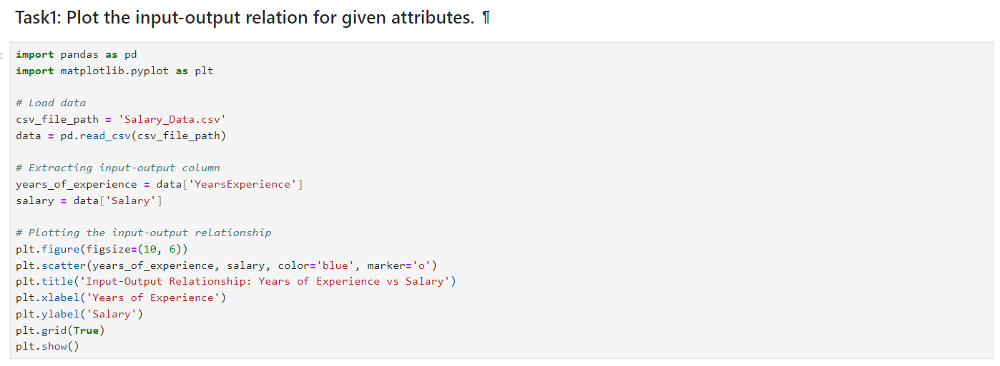 Task1: Plot the input-output relation for given attributes. ¶
:
import pandas as pd
import matplotlib.pyplot as plt
# Load data
csv_file_path = 'Salary_Data.csv'
data = pd.read_csv(csv_file_path)
# Extracting input-output column
years_of_experience = data['YearsExperience']
salary = data['Salary']
# Plotting the input-output relationship
plt.figure(figsize=(10, 6))
plt.scatter(years_of_experience, salary, color='blue', marker='o')
plt.title('Input-Output Relationship: Years of Experience vs Salary')
plt.xlabel('Years of Experience')
plt.ylabel('Salary')
plt.grid(True)
plt.show()